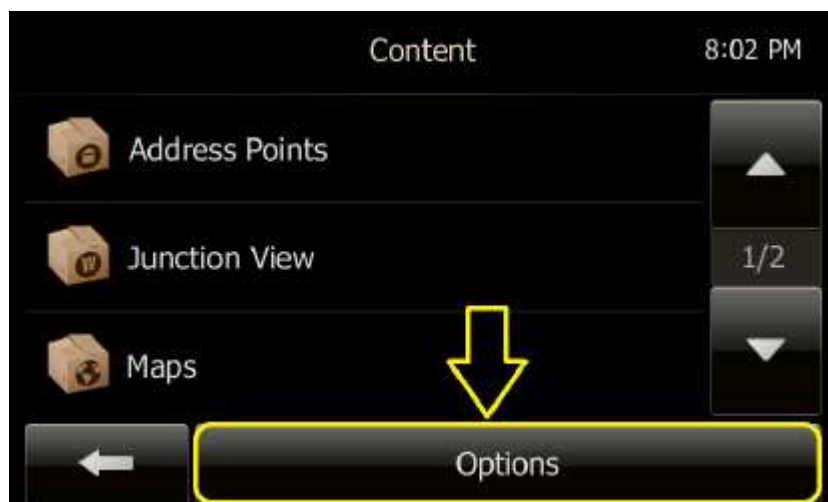 Content
8:02 PM
Address Points
Junction View
1/2
Maps
Options